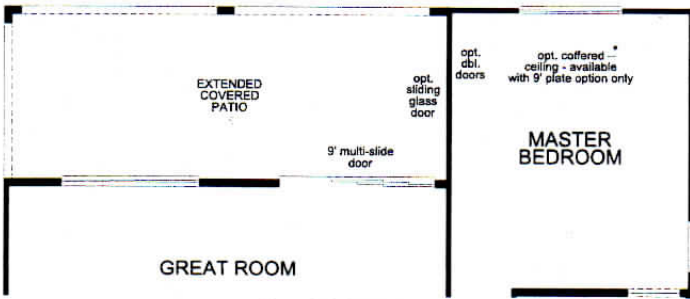 EXTENDED
COVERED
PATIO
opt.
sliding
glass
door
opt.
dbl.
doors
opt. coffered
ceiling - available
with 9' plate option only
9' multi-slide
door
MASTER
BEDROOM
GREAT ROOM